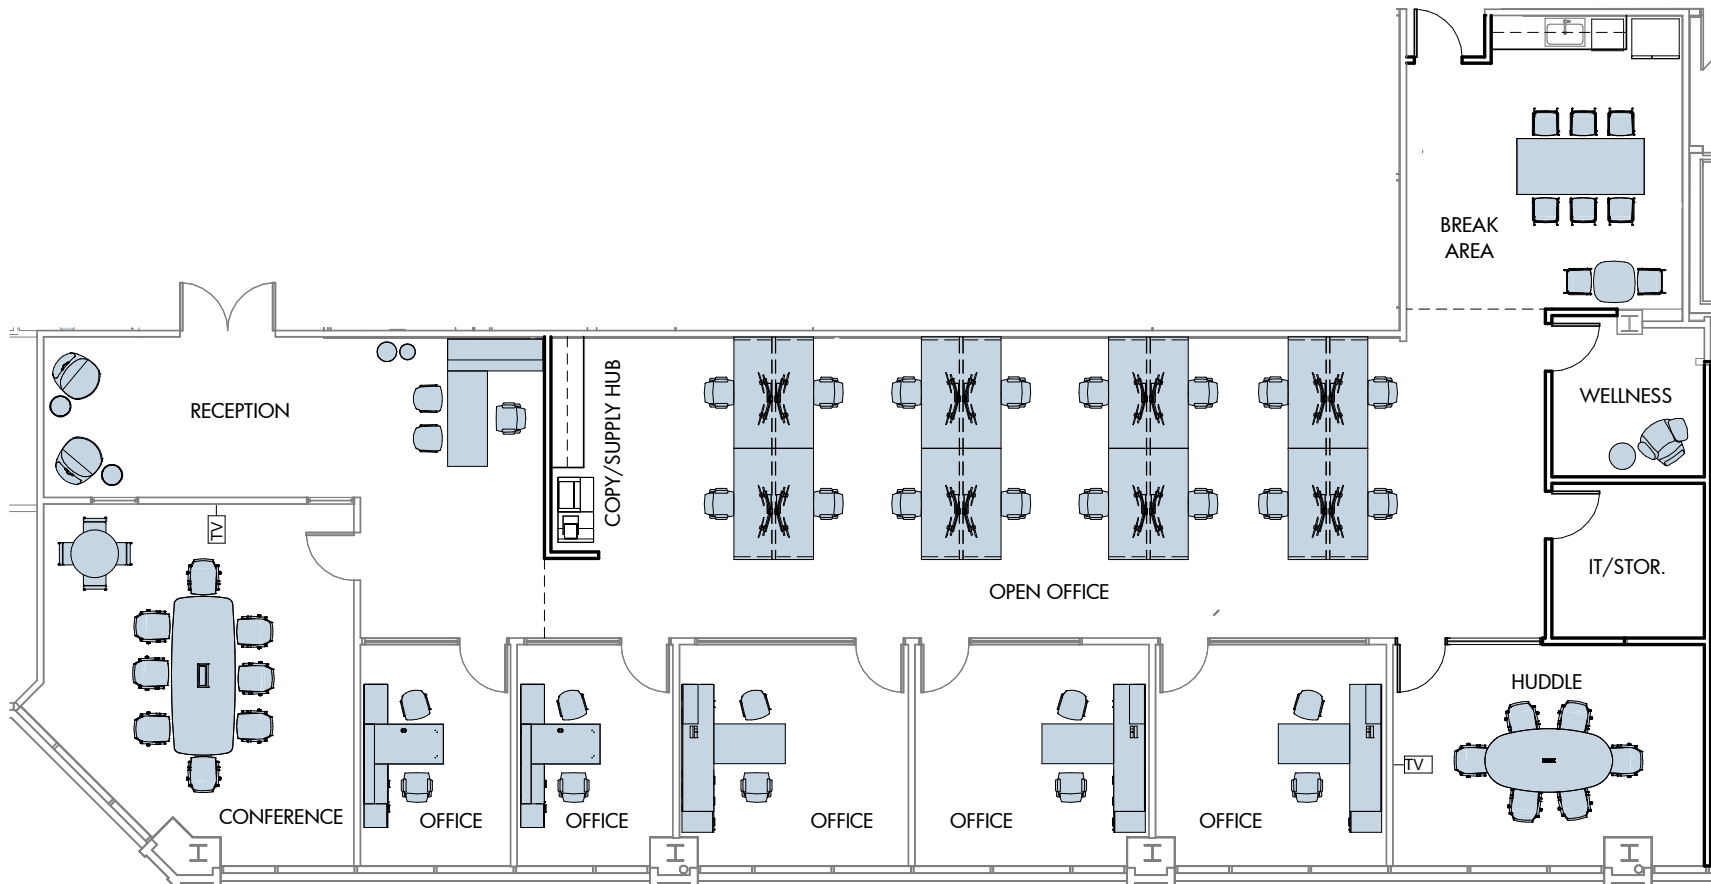 BREAK
AREA
RECEPTION
COPY/SUPPLY HUB
WELLNESS
TV
IT/STOR.
OPEN OFFICE
HUDDLE
TV
CONFERENCE
OFFICE
OFFICE
OFFICE
OFFICE
OFFICE